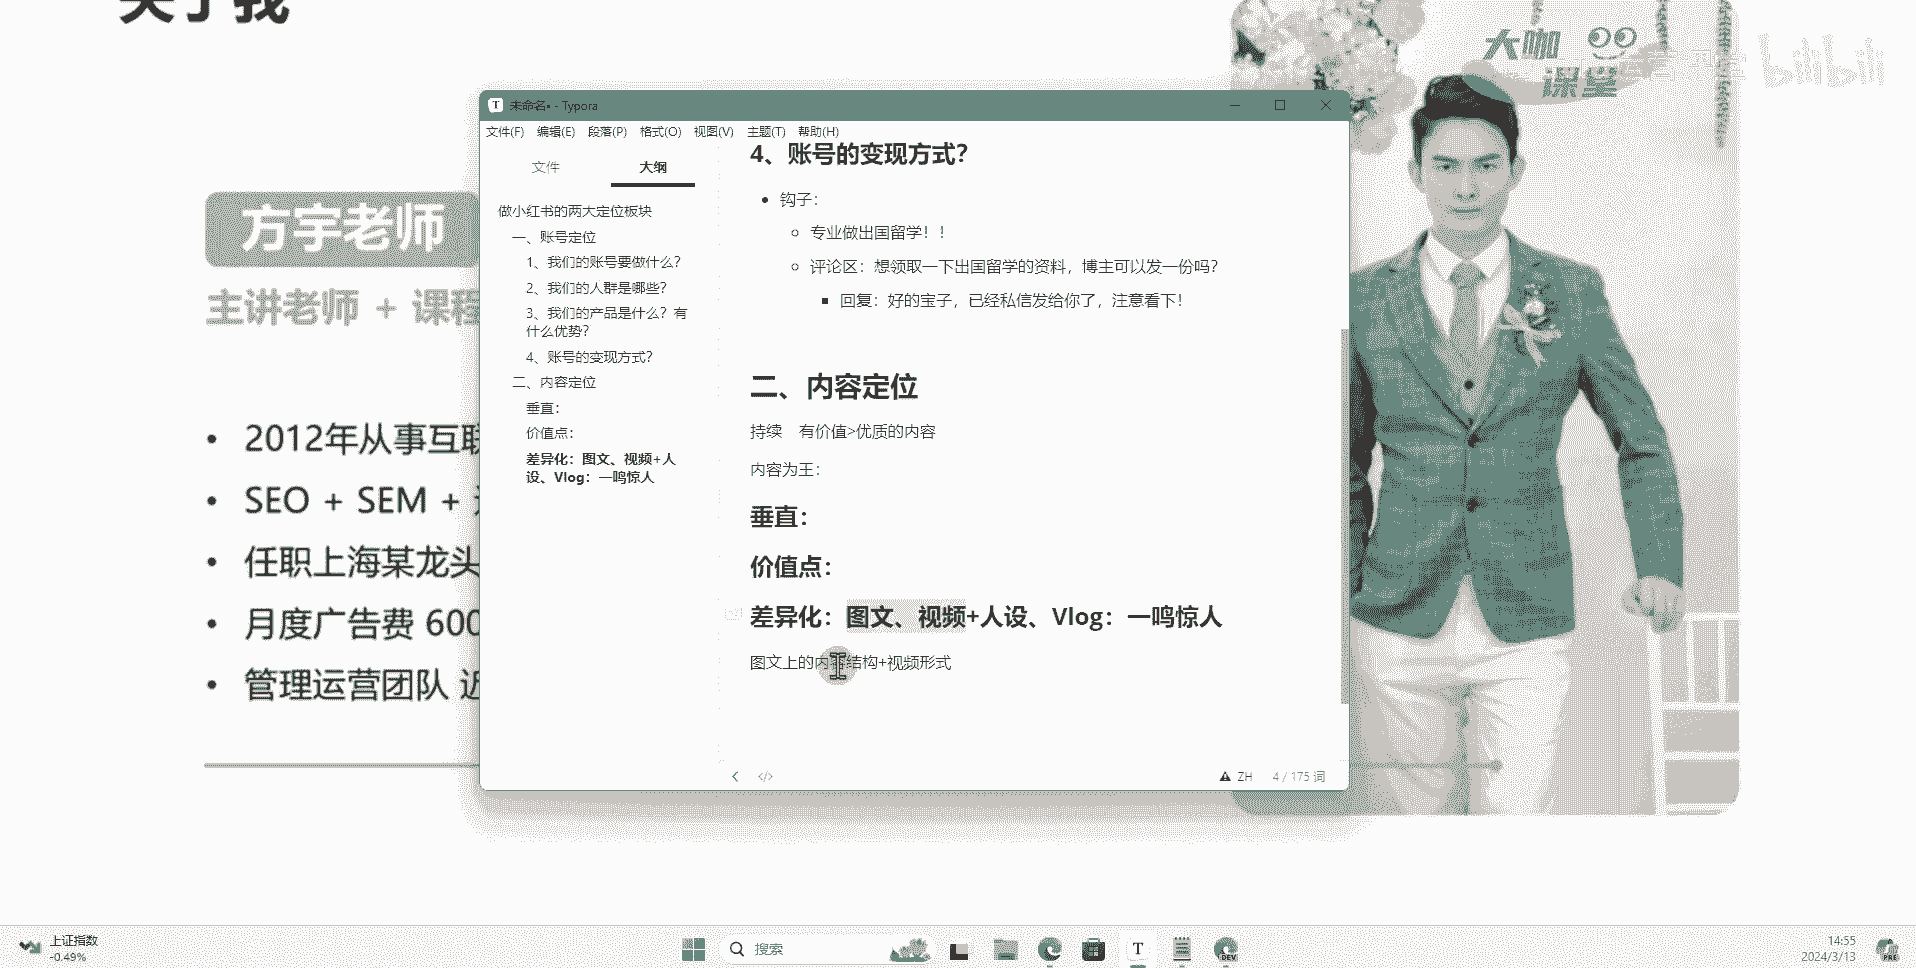 关于我
大咖
课堂
bilibili
未命名• - Typora
文件(F) 编辑(E) 段落(P) 格式(O) 视图(V) 主题(T) 帮助(H)
文件 大纲
做小红书的两大定位板块
一、账号定位
1、我们的账号要做什么？
2、我们的人群是哪些？
3、我们的产品是什么？有
什么优势？
4、账号的变现方式？
二、内容定位
垂直：
价值点：
差异化：图文、视频+人
设、Vlog：一鸣惊人
4、账号的变现方式？
钩子：
专业做出国留学！！
评论区：想领取一下出国留学的资料，博主可以发一份吗？
回复：好的宝子，已经私信发给你了，注意看下！
二、内容定位
持续 有价值>优质的内容
内容为王：
垂直：
价值点：
差异化：图文、视频+人设、Vlog：一鸣惊人
图文上的内容结构+视频形式
ZH 4 / 175 词
方宇老师
主讲老师 + 课程
2012年从事互联
SEO + SEM +
任职上海某龙头
月度广告费 600
管理运营团队 近
上证指数
-0.49%
搜索
T
DEV
14:55
2024/3/13
PRE